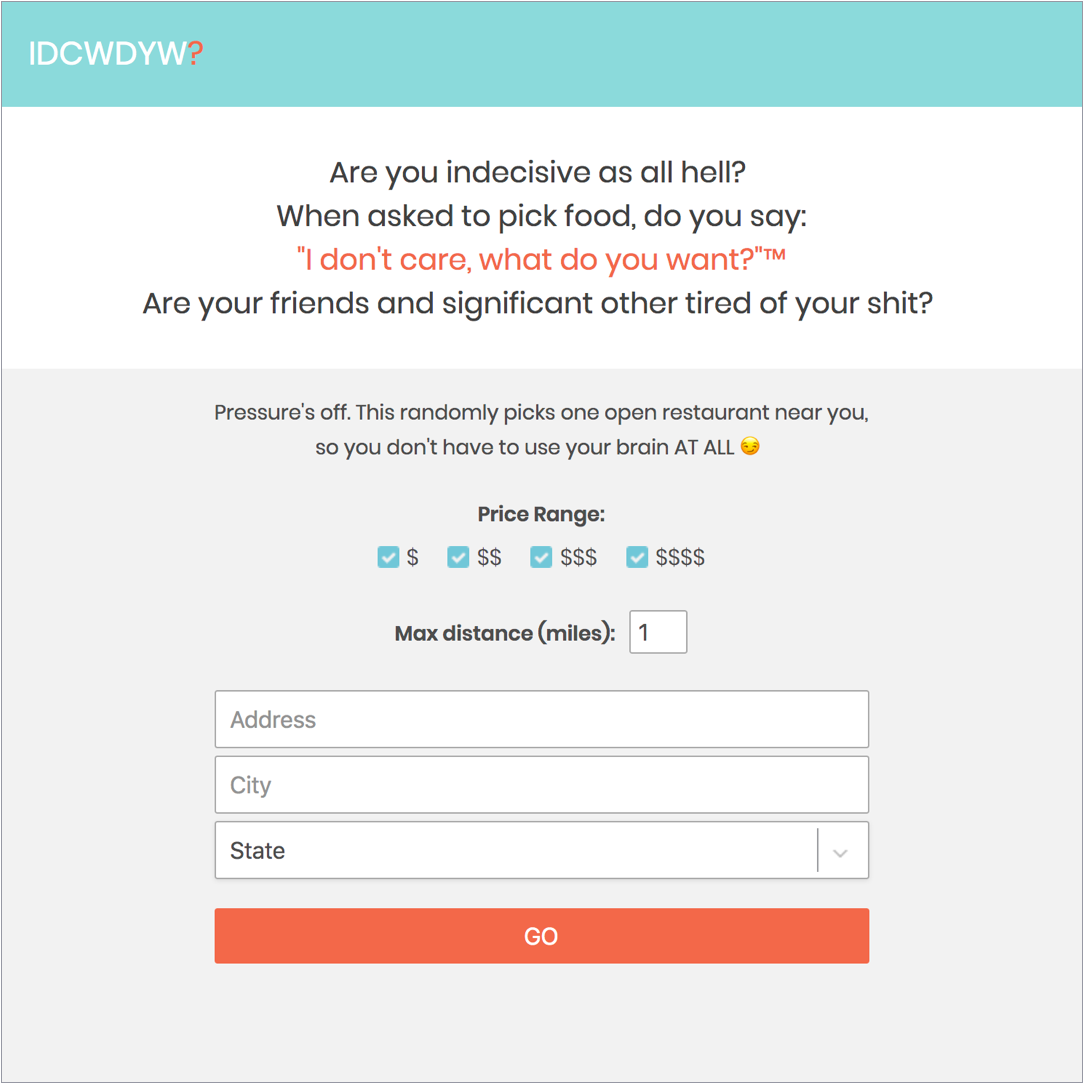 IDCWDYW?
Are you indecisive as all hell?
When asked to pick food, do you say:
"I don't care, what do you want?"™
Are your friends and significant other tired of your shit?
Pressure's off. This randomly picks one open restaurant near you,
so you don't have to use your brain AT ALL 😏
Price Range:
$ $$ $$$ $$$$
Max distance (miles): 1
Address
City
State
GO